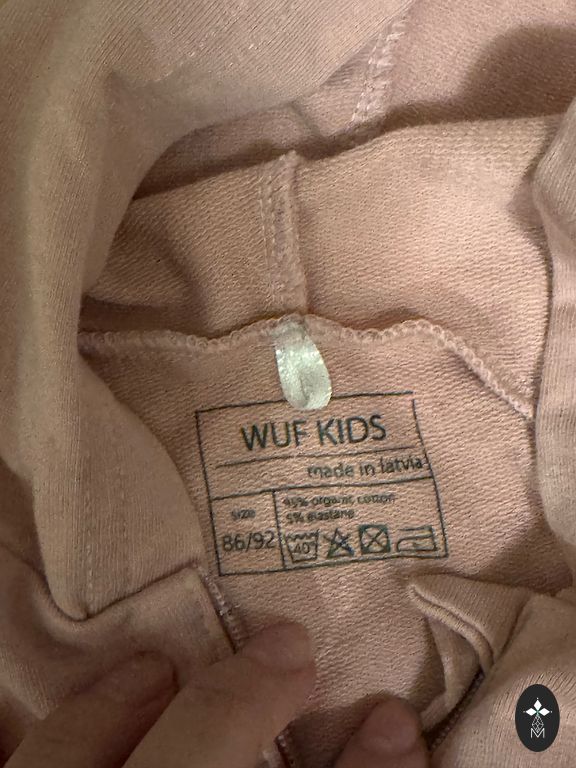 WUF KIDS
made in latvia
size
86/92
95% organic cotton
5% elastane
40
M